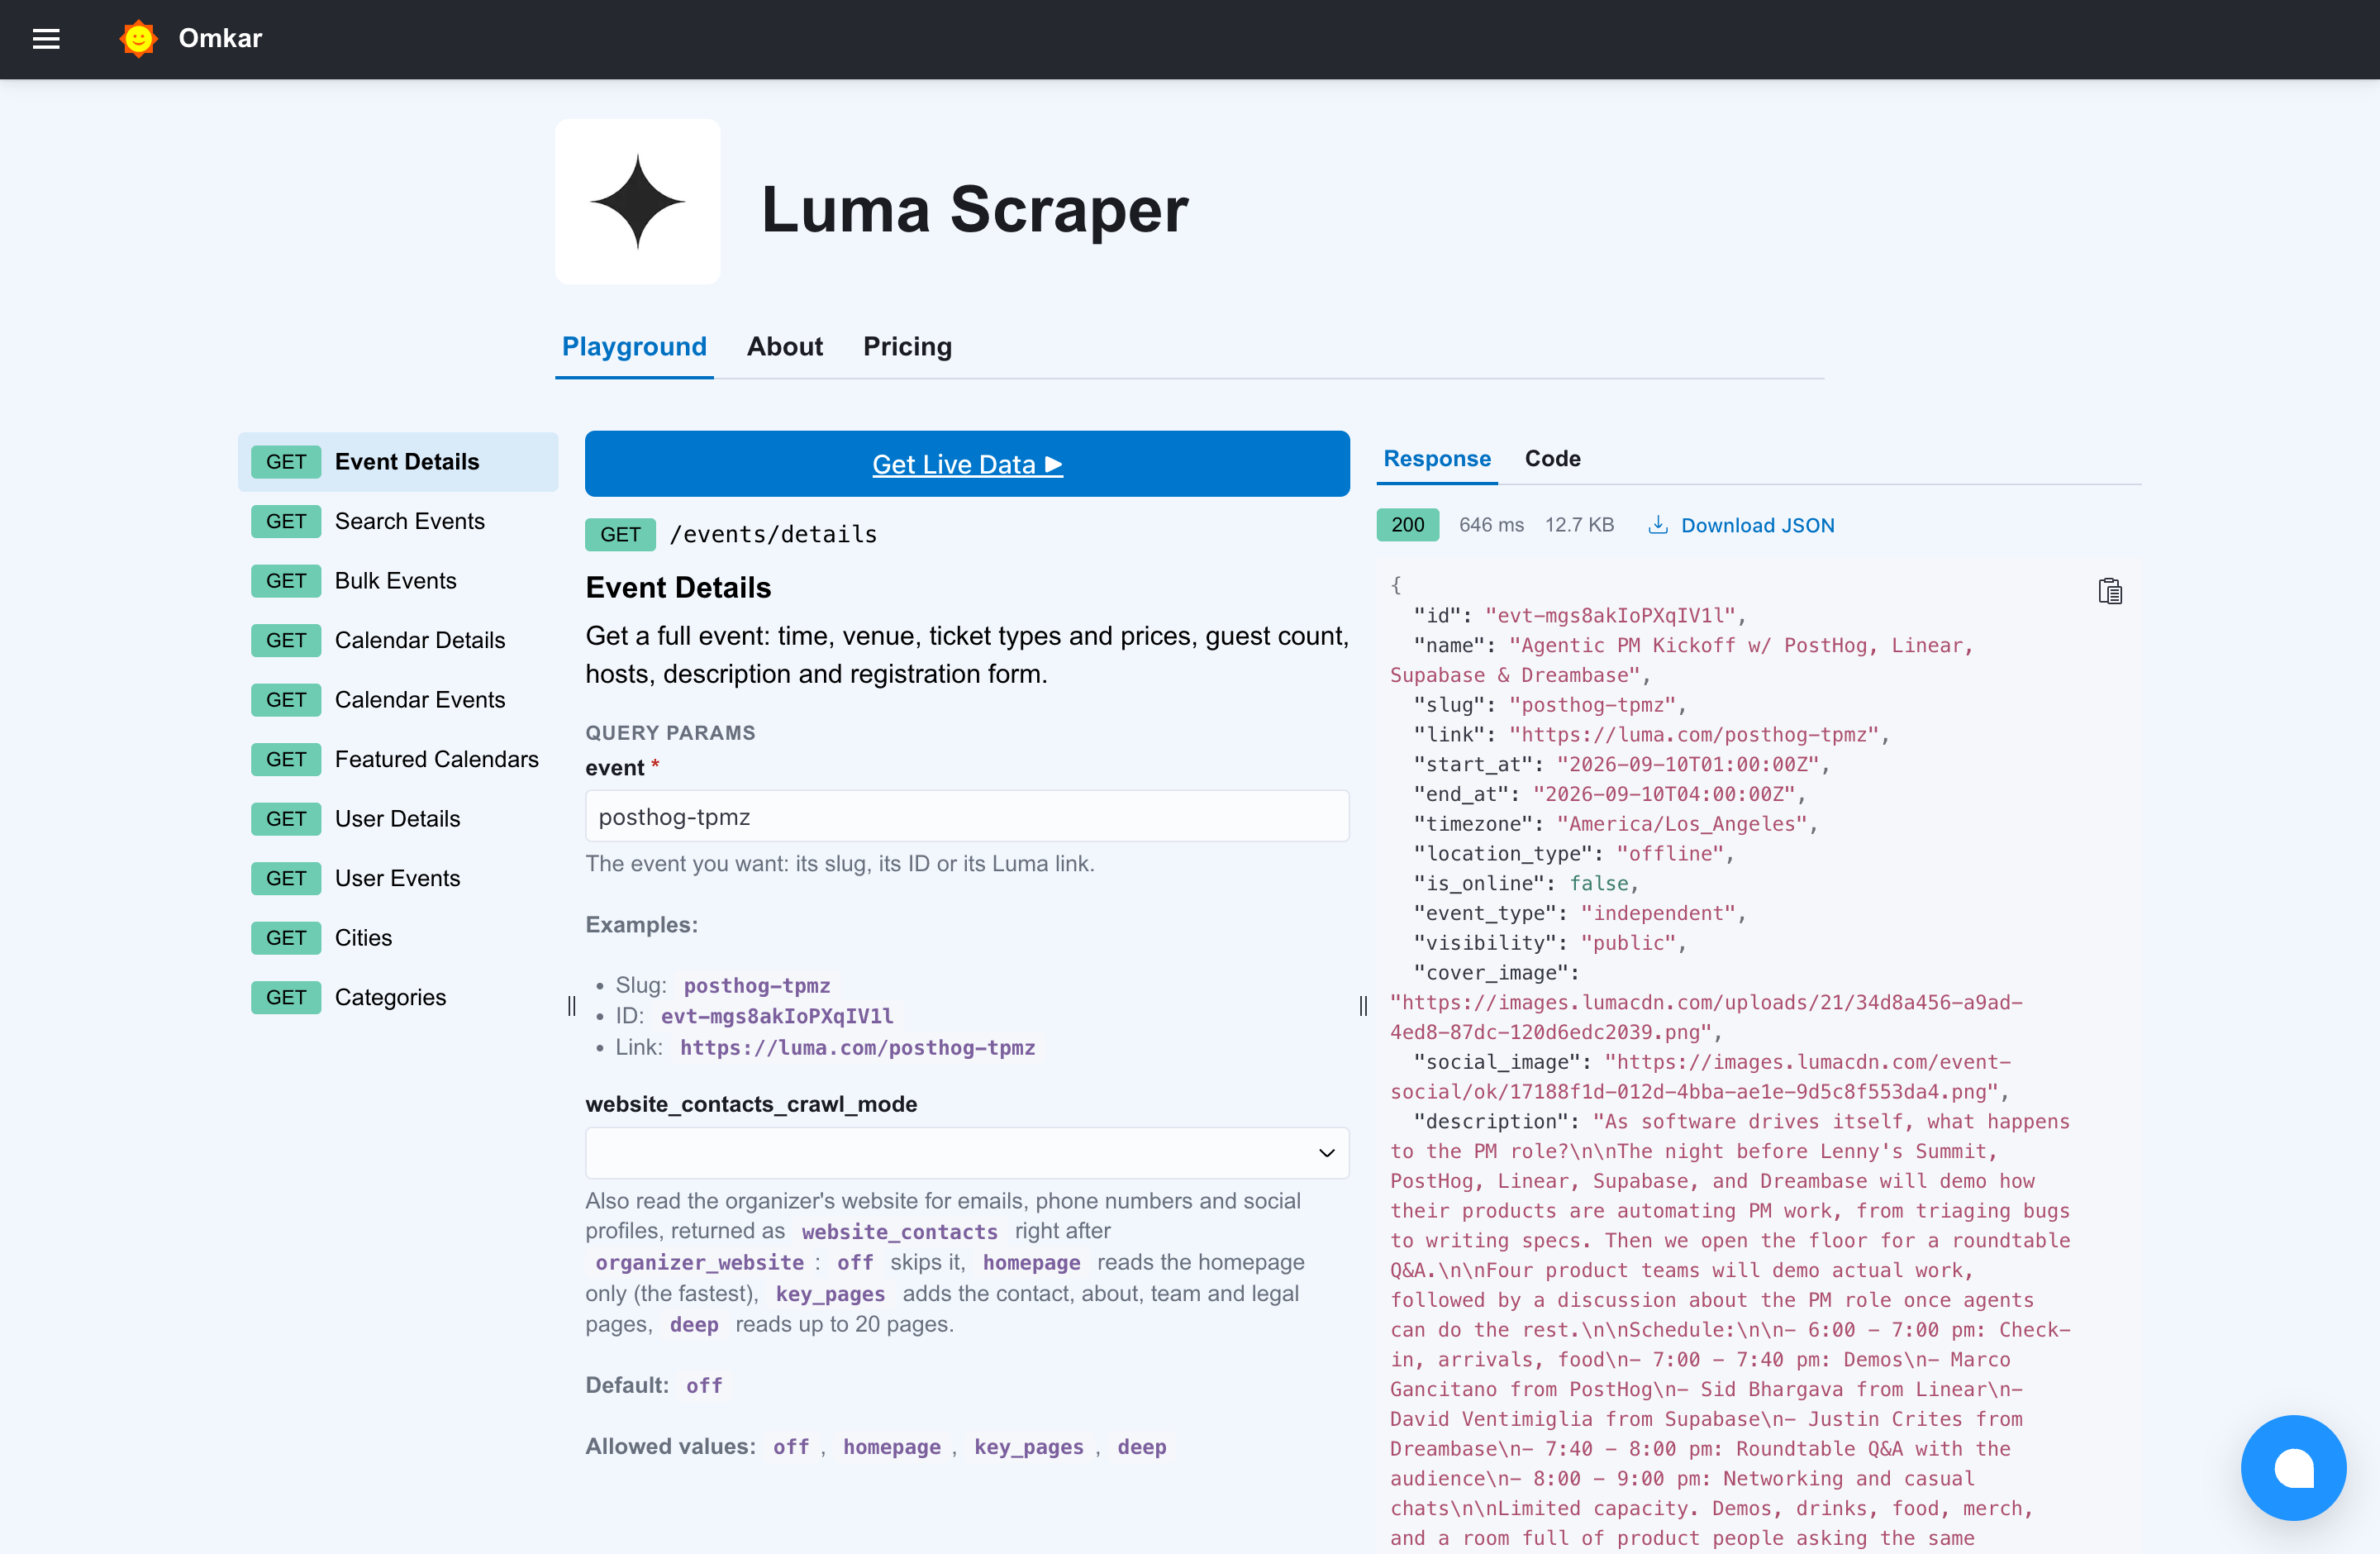 Omkar
Luma Scraper
Playground
About
Pricing
GET Event Details
GET Search Events
GET Bulk Events
GET Calendar Details
GET Calendar Events
GET Featured Calendars
GET User Details
GET User Events
GET Cities
GET Categories
Get Live Data ▶
GET /events/details
Event Details
Get a full event: time, venue, ticket types and prices, guest count,
hosts, description and registration form.
QUERY PARAMS
event *
posthog-tpmz
The event you want: its slug, its ID or its Luma link.
Examples:
• Slug: posthog-tpmz
• ID: evt-mgs8akIoPXqIV1l
• Link: https://luma.com/posthog-tpmz
website_contacts_crawl_mode
Also read the organizer's website for emails, phone numbers and social
profiles, returned as website_contacts right after
organizer_website : off skips it, homepage reads the homepage
only (the fastest), key_pages adds the contact, about, team and legal
pages, deep reads up to 20 pages.
Default: off
Allowed values: off , homepage , key_pages , deep
Response
Code
200 646 ms 12.7 KB Download JSON
{
"id": "evt-mgs8akIoPXqIV1l",
"name": "Agentic PM Kickoff w/ PostHog, Linear,
Supabase & Dreambase",
"slug": "posthog-tpmz",
"link": "https://luma.com/posthog-tpmz",
"start_at": "2026-09-10T01:00:00Z",
"end_at": "2026-09-10T04:00:00Z",
"timezone": "America/Los_Angeles",
"location_type": "offline",
"is_online": false,
"event_type": "independent",
"visibility": "public",
"cover_image":
"https://images.lumacdn.com/uploads/21/34d8a456-a9ad-
4ed8-87dc-120d6edc2039.png",
"social_image": "https://images.lumacdn.com/event-
social/ok/17188f1d-012d-4bba-ae1e-9d5c8f553da4.png",
"description": "As software drives itself, what happens
to the PM role?\n\nThe night before Lenny's Summit,
PostHog, Linear, Supabase, and Dreambase will demo how
their products are automating PM work, from triaging bugs
to writing specs. Then we open the floor for a roundtable
Q&A.\n\nFour product teams will demo actual work,
followed by a discussion about the PM role once agents
can do the rest.\n\nSchedule:\n\n- 6:00 - 7:00 pm: Check-
in, arrivals, food\n- 7:00 - 7:40 pm: Demos\n- Marco
Gancitano from PostHog\n- Sid Bhargava from Linear\n-
David Ventimiglia from Supabase\n- Justin Crites from
Dreambase\n- 7:40 - 8:00 pm: Roundtable Q&A with the
audience\n- 8:00 - 9:00 pm: Networking and casual
chats\n\nLimited capacity. Demos, drinks, food, merch,
and a room full of product people asking the same